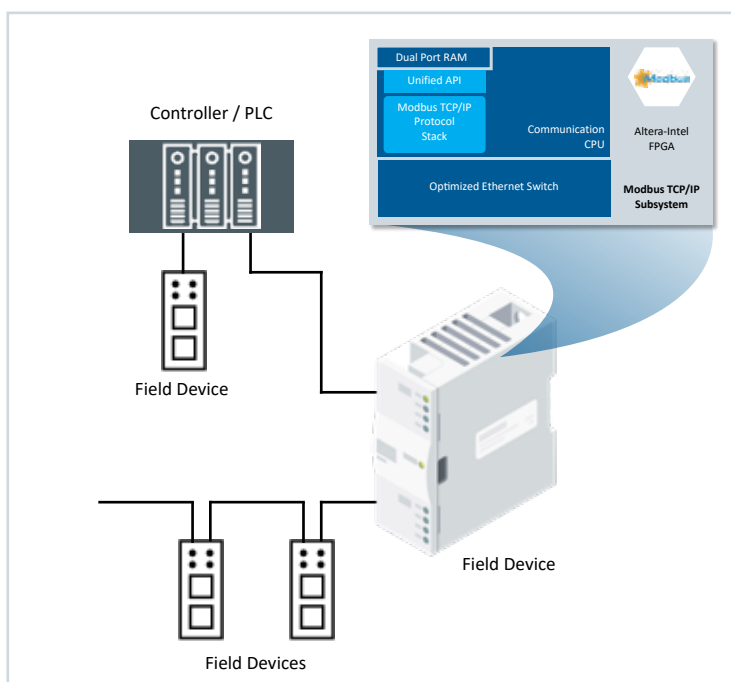 Dual Port RAM
Unified API
Modbus TCP/IP
Protocol
Stack
Communication
CPU
Optimized Ethernet Switch
Modbus
Altera-Intel
FPGA
Modbus TCP/IP
Subsystem
Controller / PLC
Field Device
Field Device
Field Devices